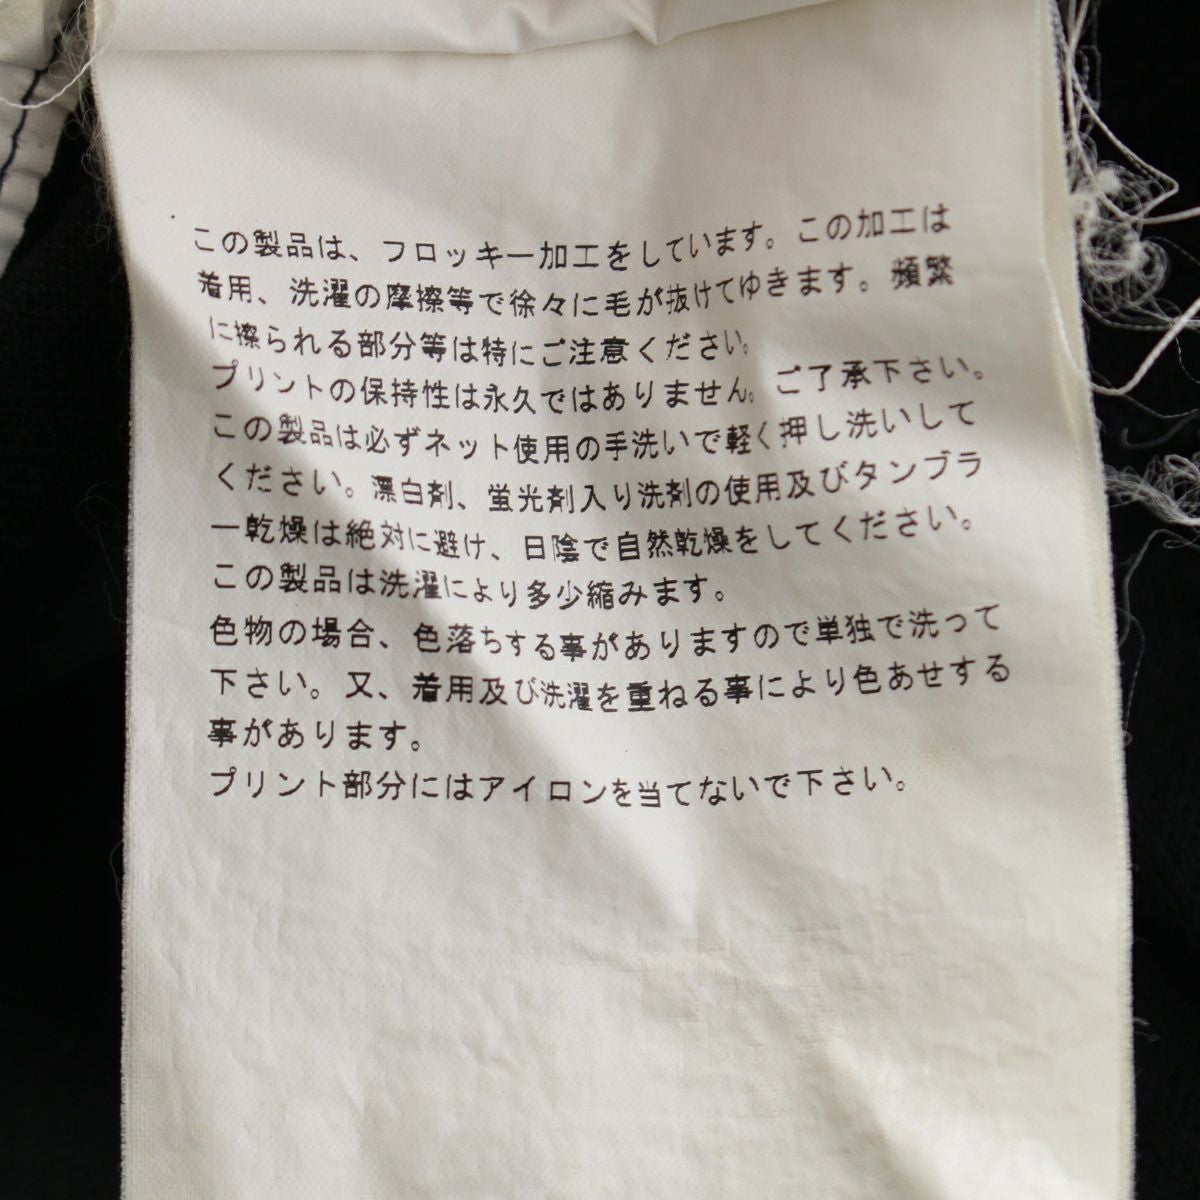 この製品は、フロッキー加工をしています。この加工は
着用、洗濯の摩擦等で徐々に毛が抜けてゆきます。頻繁
に擦られる部分等は特にご注意ください。
プリントの保持性は永久ではありません。ご了承下さい。
この製品は必ずネット使用の手洗いで軽く押し洗いして
ください。漂白剤、蛍光剤入り洗剤の使用及びタンブラ
ー乾燥は絶対に避け、日陰で自然乾燥をしてください。
この製品は洗濯により多少縮みます。
色物の場合、色落ちする事がありますので単独で洗って
下さい。又、着用及び洗濯を重ねる事により色あせする
事があります。
プリント部分にはアイロンを当てないで下さい。